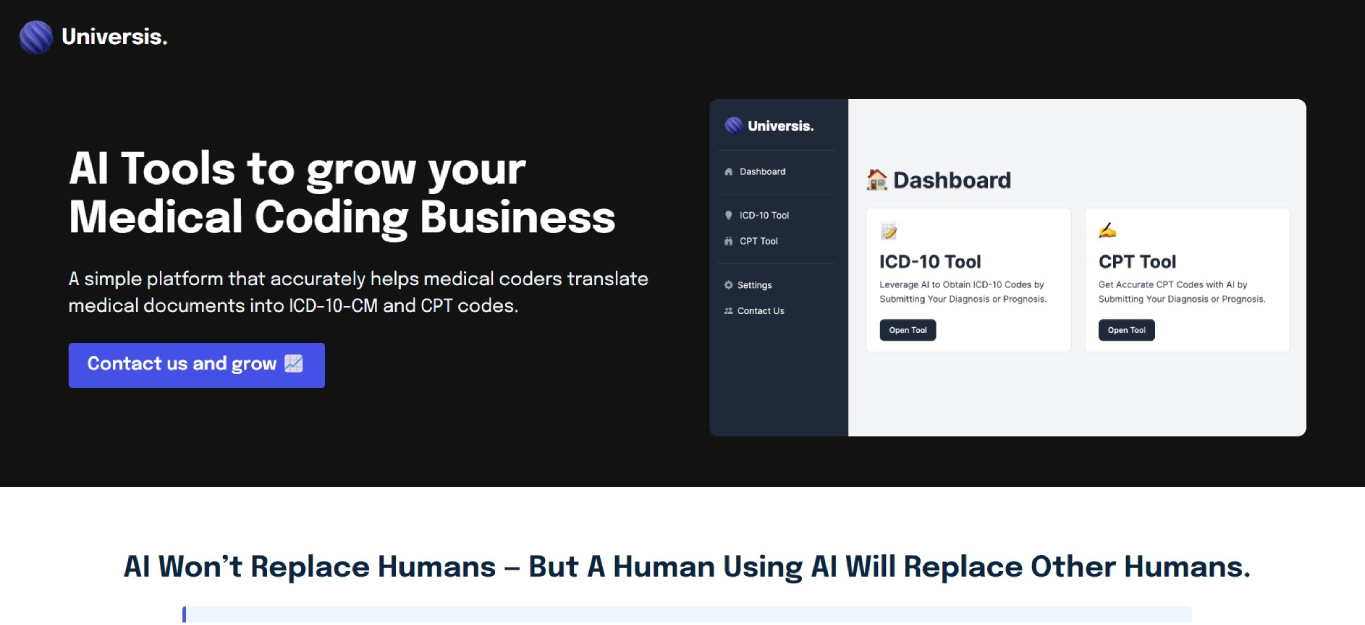 Universis.
AI Tools to grow your
Medical Coding Business
A simple platform that accurately helps medical coders translate
medical documents into ICD-10-CM and CPT codes.
Contact us and grow 📈
Universis.
Dashboard
ICD-10 Tool
CPT Tool
Settings
Contact Us
🏠 Dashboard
📝
ICD-10 Tool
Leverage AI to Obtain ICD-10 Codes by
Submitting Your Diagnosis or Prognosis.
Open Tool
✍️
CPT Tool
Get Accurate CPT Codes with AI by
Submitting Your Diagnosis or Prognosis.
Open Tool
AI Won’t Replace Humans – But A Human Using AI Will Replace Other Humans.